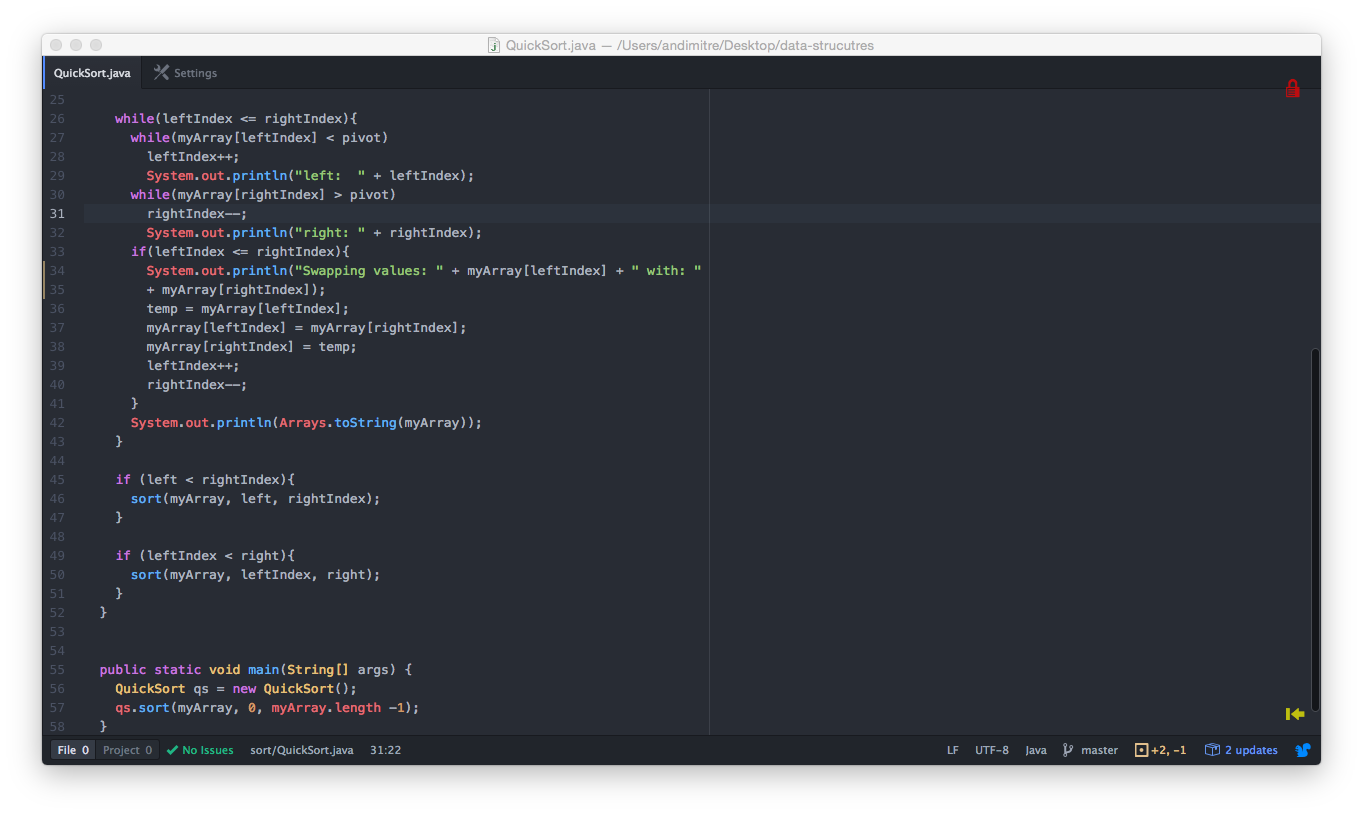 QuickSort.java — /Users/andimitre/Desktop/data-strucutres
QuickSort.java Settings
25
26 while(leftIndex <= rightIndex){
27 while(myArray[leftIndex] < pivot)
28 leftIndex++;
29 System.out.println("left:  " + leftIndex);
30 while(myArray[rightIndex] > pivot)
31 rightIndex--;
32 System.out.println("right: " + rightIndex);
33 if(leftIndex <= rightIndex){
34 System.out.println("Swapping values: " + myArray[leftIndex] + " with: "
35 + myArray[rightIndex]);
36 temp = myArray[leftIndex];
37 myArray[leftIndex] = myArray[rightIndex];
38 myArray[rightIndex] = temp;
39 leftIndex++;
40 rightIndex--;
41 }
42 System.out.println(Arrays.toString(myArray));
43 }
44
45 if (left < rightIndex){
46 sort(myArray, left, rightIndex);
47 }
48
49 if (leftIndex < right){
50 sort(myArray, leftIndex, right);
51 }
52 }
53
54
55 public static void main(String[] args) {
56 QuickSort qs = new QuickSort();
57 qs.sort(myArray, 0, myArray.length -1);
58 }
File 0 Project 0 No Issues sort/QuickSort.java 31:22 LF UTF-8 Java master +2, -1 2 updates